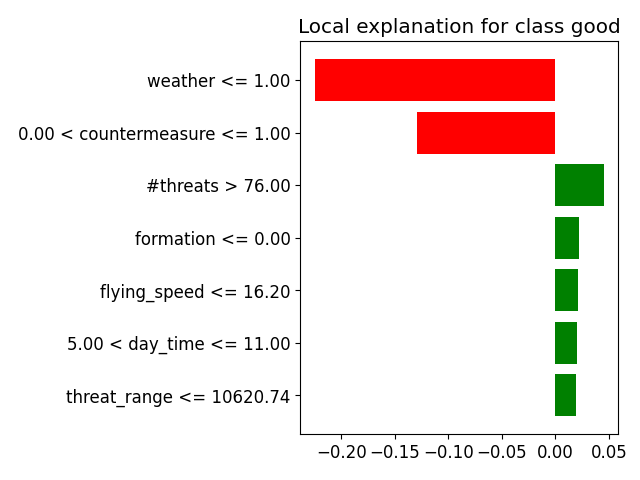 Local explanation for class good
weather <= 1.00
0.00 < countermeasure <= 1.00
#threats > 76.00
formation <= 0.00
flying_speed <= 16.20
5.00 < day_time <= 11.00
threat_range <= 10620.74
−0.20 −0.15 −0.10 −0.05 0.00 0.05